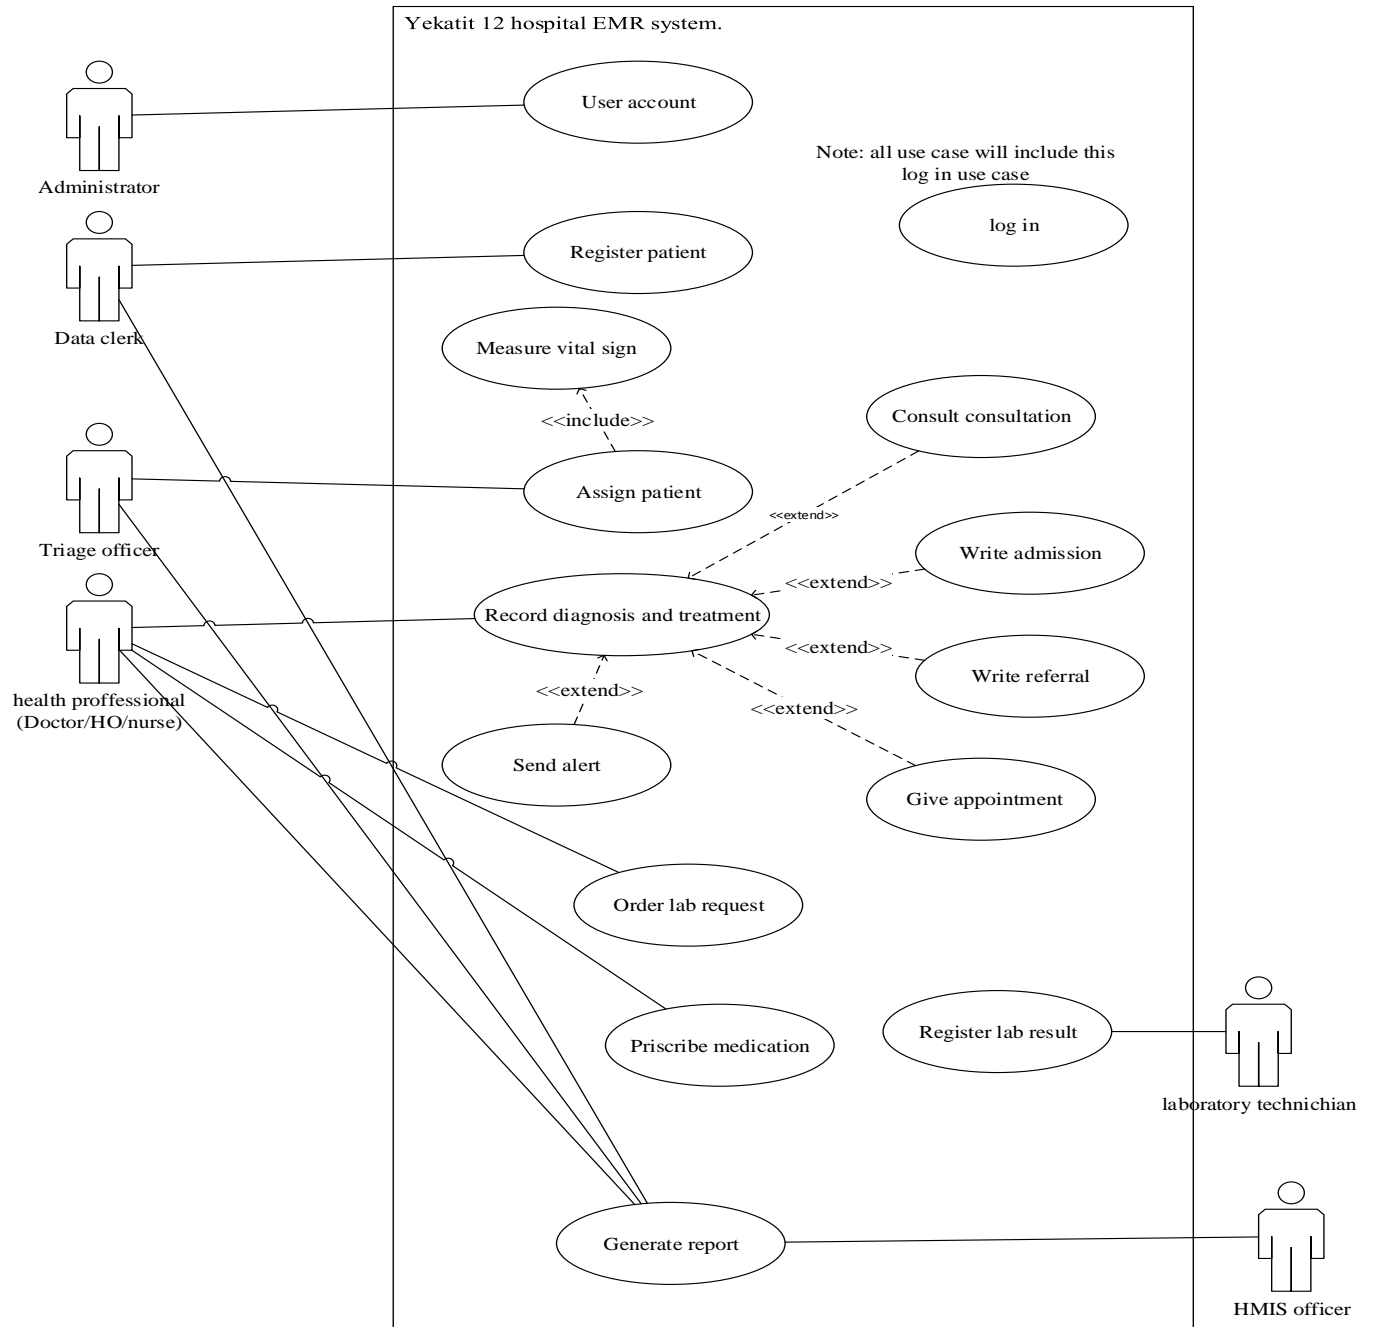 Yekatit 12 hospital EMR system.
User account
Administrator
Note: all use case will include this
log in use case
log in
Register patient
Data clerk
Measure vital sign
<<include>>
Consult consultation
Assign patient
<<extend>>
Triage officer
Write admission
<<extend>>
Record diagnosis and treatment
<<extend>>
Write referral
health proffessional
(Doctor/HO/nurse)
<<extend>>
<<extend>>
Send alert
Give appointment
Order lab request
Priscribe medication
Register lab result
laboratory technichian
Generate report
HMIS officer